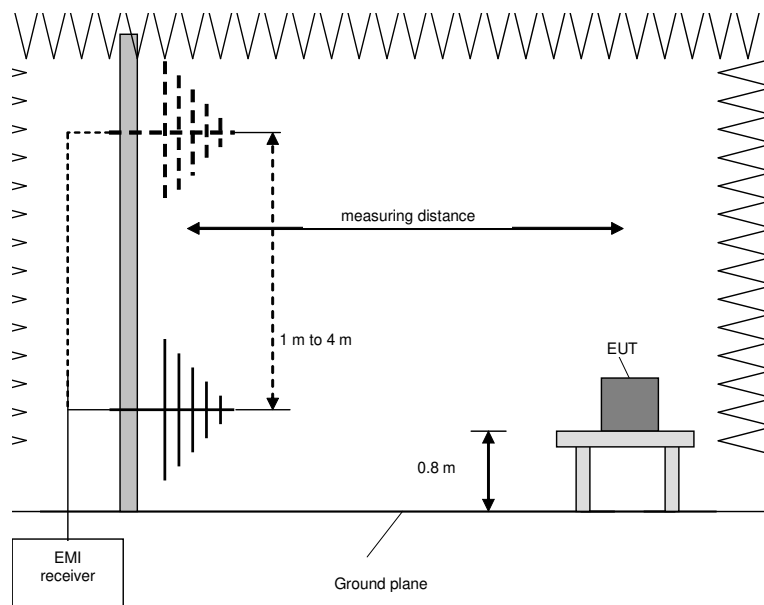 measuring distance
1 m to 4 m
EUT
0.8 m
EMI
receiver
Ground plane